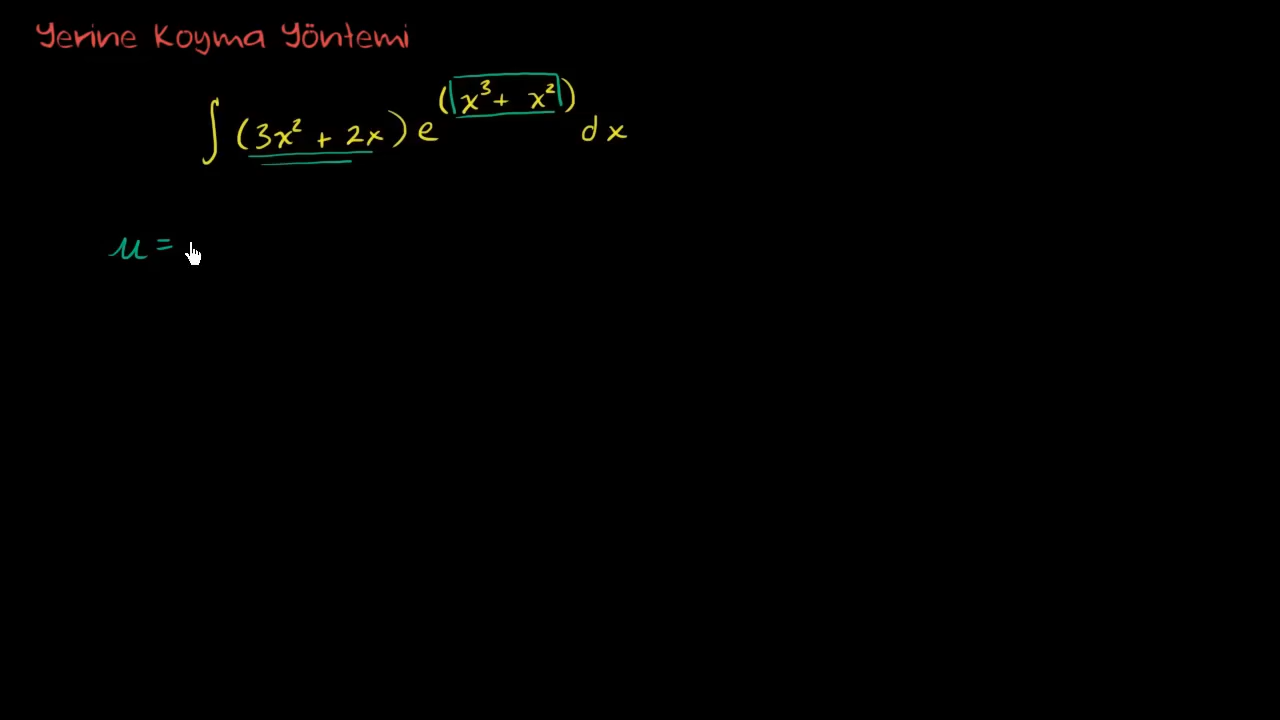 Yerine Koyma Yöntemi
∫ (3x² + 2x) e^(x³ + x²) dx
u =